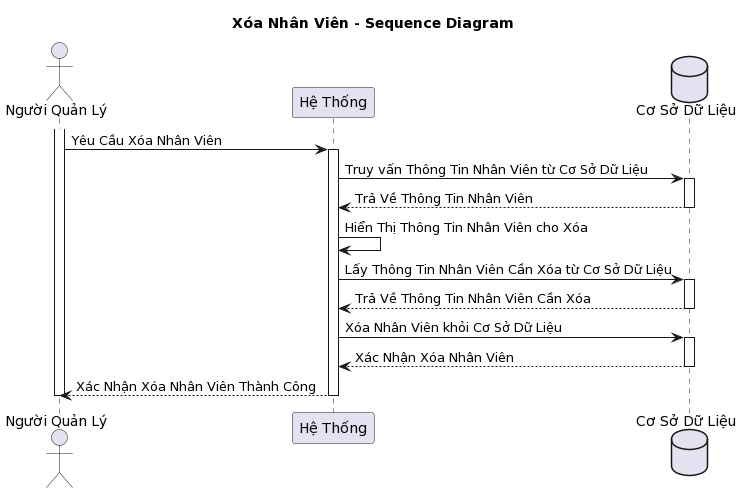 Xóa Nhân Viên - Sequence Diagram
Người Quản Lý
Hệ Thống
Cơ Sở Dữ Liệu
Yêu Cầu Xóa Nhân Viên
Truy vấn Thông Tin Nhân Viên từ Cơ Sở Dữ Liệu
Trả Về Thông Tin Nhân Viên
Hiển Thị Thông Tin Nhân Viên cho Xóa
Lấy Thông Tin Nhân Viên Cần Xóa từ Cơ Sở Dữ Liệu
Trả Về Thông Tin Nhân Viên Cần Xóa
Xóa Nhân Viên khỏi Cơ Sở Dữ Liệu
Xác Nhận Xóa Nhân Viên
Xác Nhận Xóa Nhân Viên Thành Công
Người Quản Lý
Hệ Thống
Cơ Sở Dữ Liệu